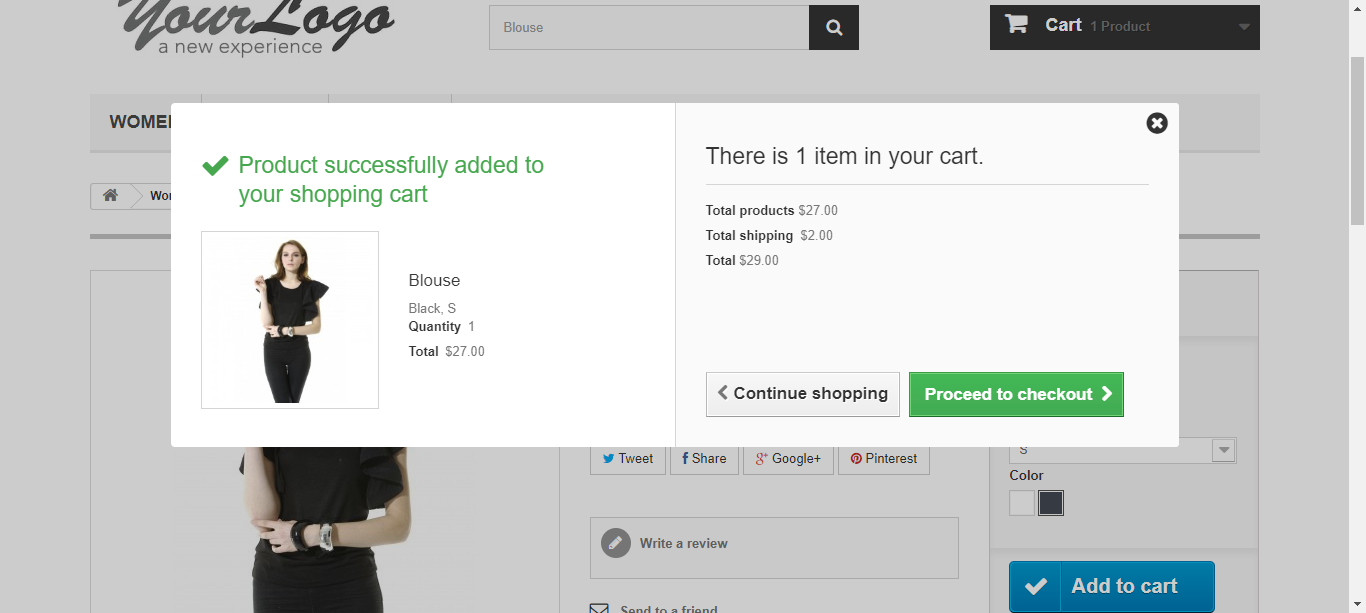 YourLogo
a new experience
Blouse
Cart 1 Product
Product successfully added to
your shopping cart
Blouse
Black, S
Quantity 1
Total $27.00
There is 1 item in your cart.
Total products $27.00
Total shipping $2.00
Total $29.00
Continue shopping
Proceed to checkout
Tweet
Share
Google+
Pinterest
Write a review
Send to a friend
S
Color
Add to cart